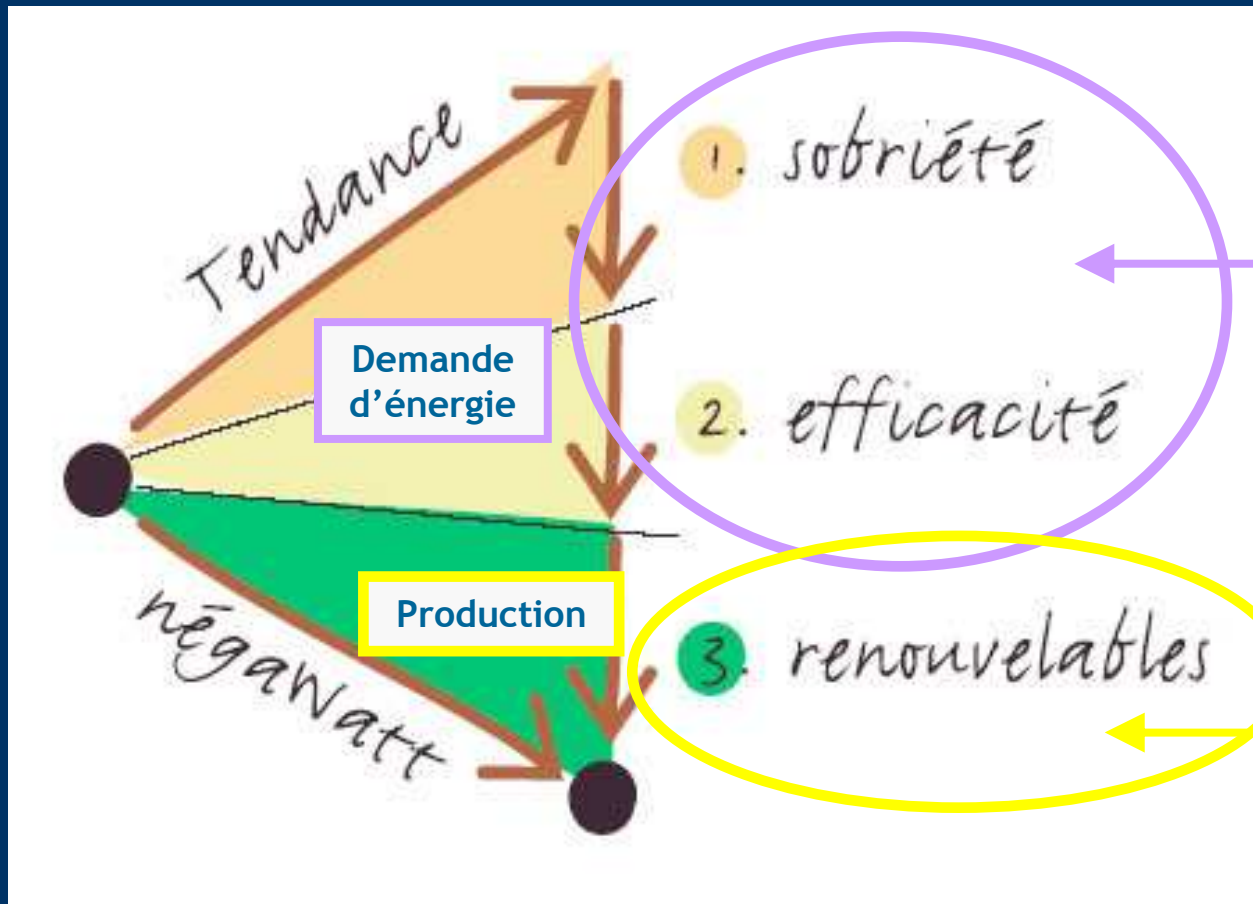 Tendance
1. sobriété
Demande
d’énergie
2. efficacité
Production
3. renouvelables
négaWatt